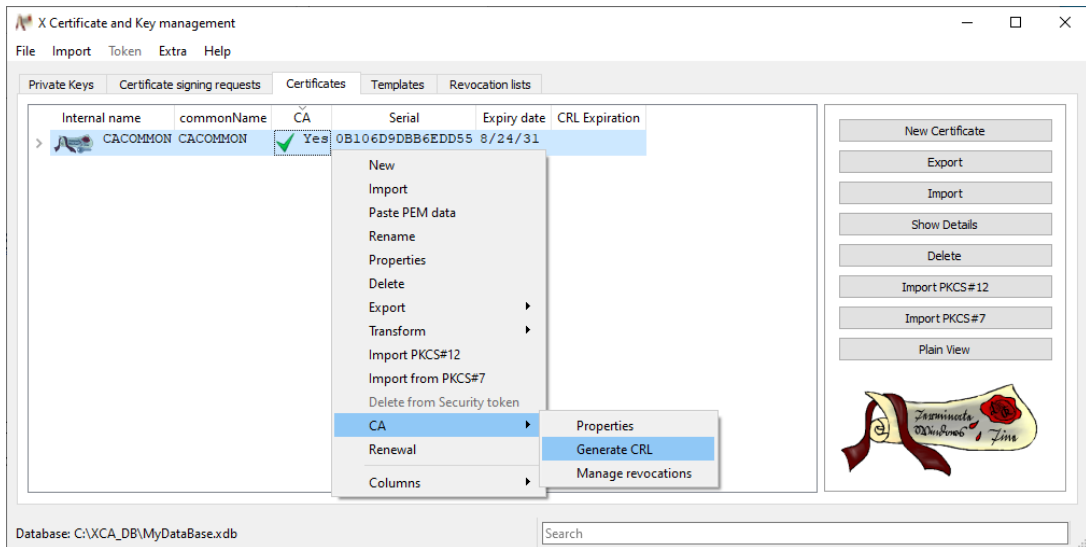 X Certificate and Key management
File Import Token Extra Help
Private Keys Certificate signing requests Certificates Templates Revocation lists
Internal name commonName CA Serial Expiry date CRL Expiration
CACOMMON CACOMMON Yes 0B106D9DBB6EDD55 8/24/31
New
Import
Paste PEM data
Rename
Properties
Delete
Export
Transform
Import PKCS#12
Import from PKCS#7
Delete from Security token
CA
Renewal
Columns
Properties
Generate CRL
Manage revocations
New Certificate
Export
Import
Show Details
Delete
Import PKCS#12
Import PKCS#7
Plain View
Database: C:\XCA_DB\MyDataBase.xdb
Search